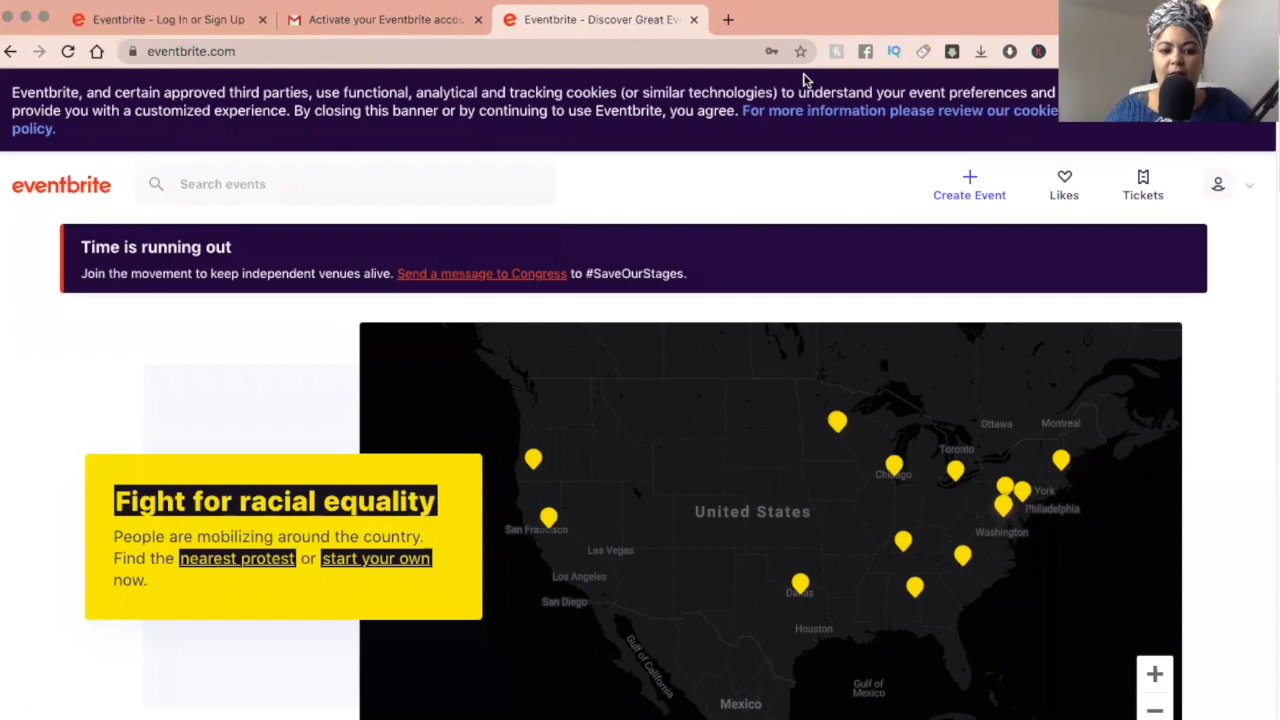 Eventbrite - Log In or Sign Up
Activate your Eventbrite accou
Eventbrite - Discover Great Ev
eventbrite.com
Eventbrite, and certain approved third parties, use functional, analytical and tracking cookies (or similar technologies) to understand your event preferences and
provide you with a customized experience. By closing this banner or by continuing to use Eventbrite, you agree. For more information please review our cookie
policy.
eventbrite
Search events
Create Event
Likes
Tickets
Time is running out
Join the movement to keep independent venues alive. Send a message to Congress to #SaveOurStages.
Fight for racial equality
People are mobilizing around the country.
Find the nearest protest or start your own
now.
Ottawa
Montreal
Toronto
Chicago
York
Philadelphia
United States
Washington
San Francisco
Las Vegas
Los Angeles
San Diego
Dallas
Houston
Gulf of California
Gulf of
Mexico
Mexico